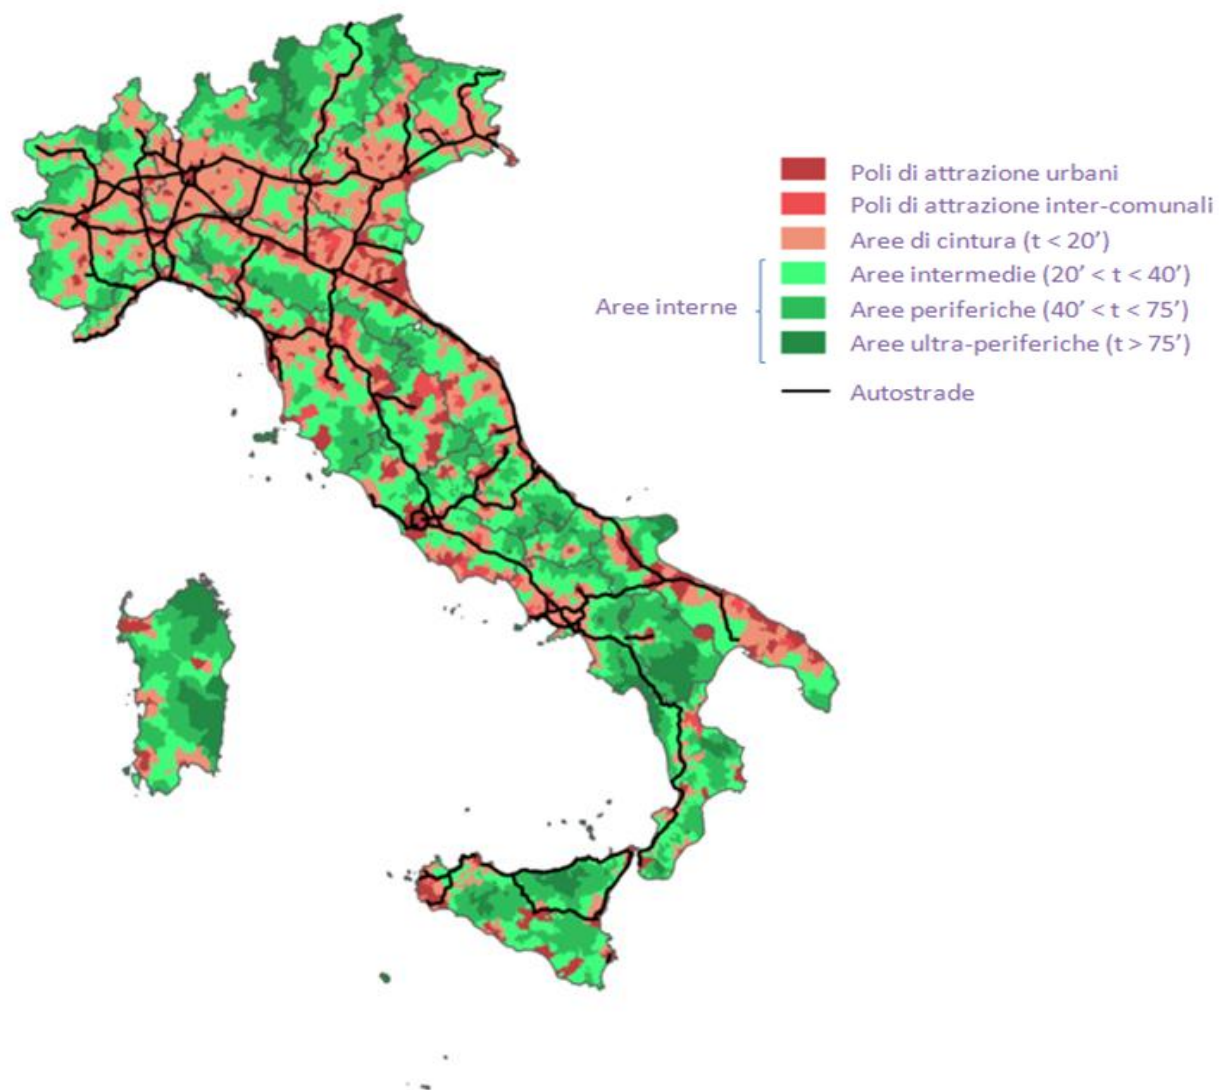 Poli di attrazione urbani
Poli di attrazione inter-comunali
Aree di cintura (t < 20’)
Aree interne
Aree intermedie (20’ < t < 40’)
Aree periferiche (40’ < t < 75’)
Aree ultra-periferiche (t > 75’)
Autostrade